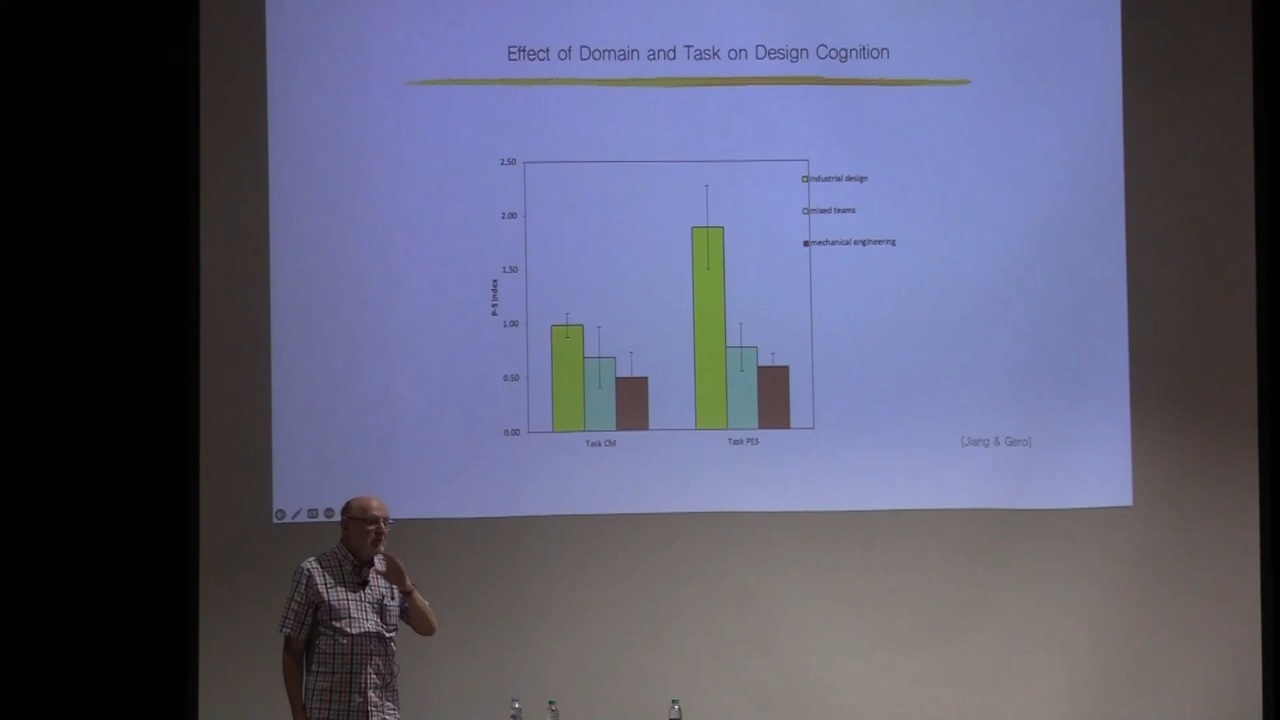 Effect of Domain and Task on Design Cognition
2.50
2.00
1.50
1.00
0.50
0.00
P-S Index
industrial design
mixed teams
mechanical engineering
Task CM
Task PES
[Jiang & Gero]